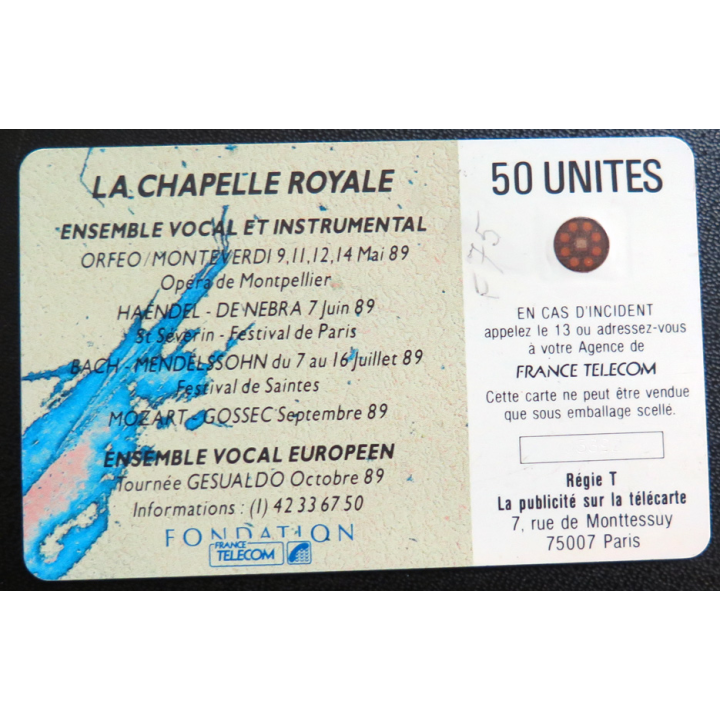 LA CHAPELLE ROYALE
ENSEMBLE VOCAL ET INSTRUMENTAL
ORFEO/MONTEVERDI 9,11,12,14 Mai 89
Opéra de Montpellier
HAENDEL - DE NEBRA 7 Juin 89
St Séverin - Festival de Paris
BACH - MENDELSSOHN du 7 au 16 Juillet 89
Festival de Saintes
MOZART - GOSSEC Septembre 89
ENSEMBLE VOCAL EUROPEEN
Tournée GESUALDO Octobre 89
Informations : (1) 42 33 67 50
FONDATION
FRANCE
TELECOM
50 UNITES
F75
EN CAS D'INCIDENT
appelez le 13 ou adressez-vous
à votre Agence de
FRANCE TELECOM
Cette carte ne peut être vendue
que sous emballage scellé.
Régie T
La publicité sur la télécarte
7, rue de Monttessuy
75007 Paris